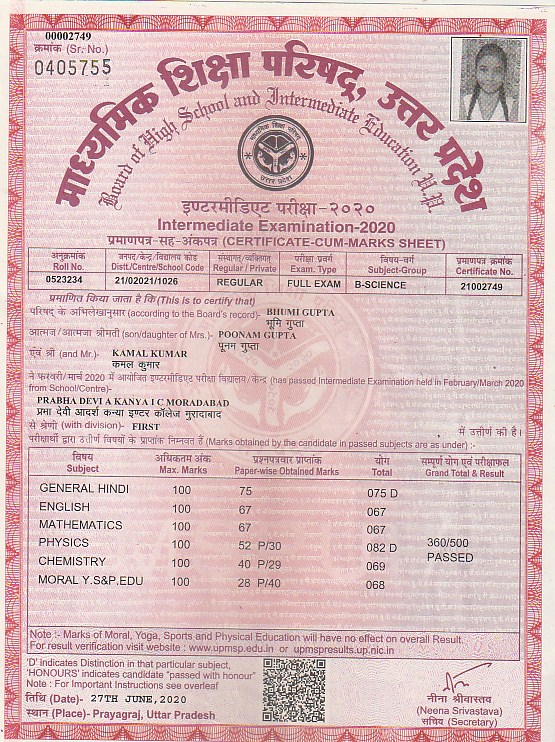 00002749
क्रमांक (Sr. No.)
0405755
माध्यमिक शिक्षा परिषद्, उत्तर प्रदेश
Board of High School and Intermediate Education U.P.
इण्टरमीडिएट परीक्षा-२०२०
Intermediate Examination-2020
प्रमाणपत्र-सह-अंकपत्र (CERTIFICATE-CUM-MARKS SHEET)
अनुक्रमांक जनपद/केन्द्र/विद्यालय कोड संस्थागत/व्यक्तिगत परीक्षा प्रकार विषय-वर्ग प्रमाणपत्र क्रमांक
Roll No. Distt./Centre/School Code Regular / Private Exam. Type Subject-Group Certificate No.
0523234 21/02021/1026 REGULAR FULL EXAM B-SCIENCE 21002749
प्रमाणित किया जाता है कि (This is to certify that)
परिषद् के अभिलेखानुसार (according to the Board's record)- BHUMI GUPTA
भूमि गुप्ता
आत्मज/आत्मजा श्रीमती (son/daughter of Mrs.)- POONAM GUPTA
पूनम गुप्ता
एवं श्री (and Mr.)- KAMAL KUMAR
कमल कुमार
ने फरवरी/मार्च 2020 में आयोजित इण्टरमीडिएट परीक्षा विद्यालय/केन्द्र (has passed Intermediate Examination held in February/March 2020
from School/Centre)-
PRABHA DEVI A KANYA I C MORADABAD
प्रभा देवी आदर्श कन्या इण्टर कॉलेज मुरादाबाद
से श्रेणी (with division)- FIRST में उत्तीर्ण की है।
परीक्षार्थी द्वारा उत्तीर्ण विषयों के प्राप्तांक निम्नवत हैं (Marks obtained by the candidate in passed subjects are as under) :-
विषय अधिकतम अंक प्रश्नपत्रवार प्राप्तांक योग सम्पूर्ण योग एवं परीक्षाफल
Subject Max. Marks Paper-wise Obtained Marks Total Grand Total & Result
GENERAL HINDI 100 75 075 D
ENGLISH 100 67 067
MATHEMATICS 100 67 067
PHYSICS 100 52 P/30 082 D 360/500
PASSED
CHEMISTRY 100 40 P/29 069
MORAL Y.S&P.EDU 100 28 P/40 068
Note :- Marks of Moral, Yoga, Sports and Physical Education will have no effect on overall Result.
For result verification visit website : www.upmsp.edu.in or upmspresults.up.nic.in
'D' indicates Distinction in that particular subject,
'HONOURS' indicates candidate "passed with honour"
Note : For Important Instructions see overleaf
तिथि (Date)- 27TH JUNE,2020
स्थान (Place)- Prayagraj, Uttar Pradesh
नीना श्रीवास्तव
(Neena Srivastava)
सचिव (Secretary)